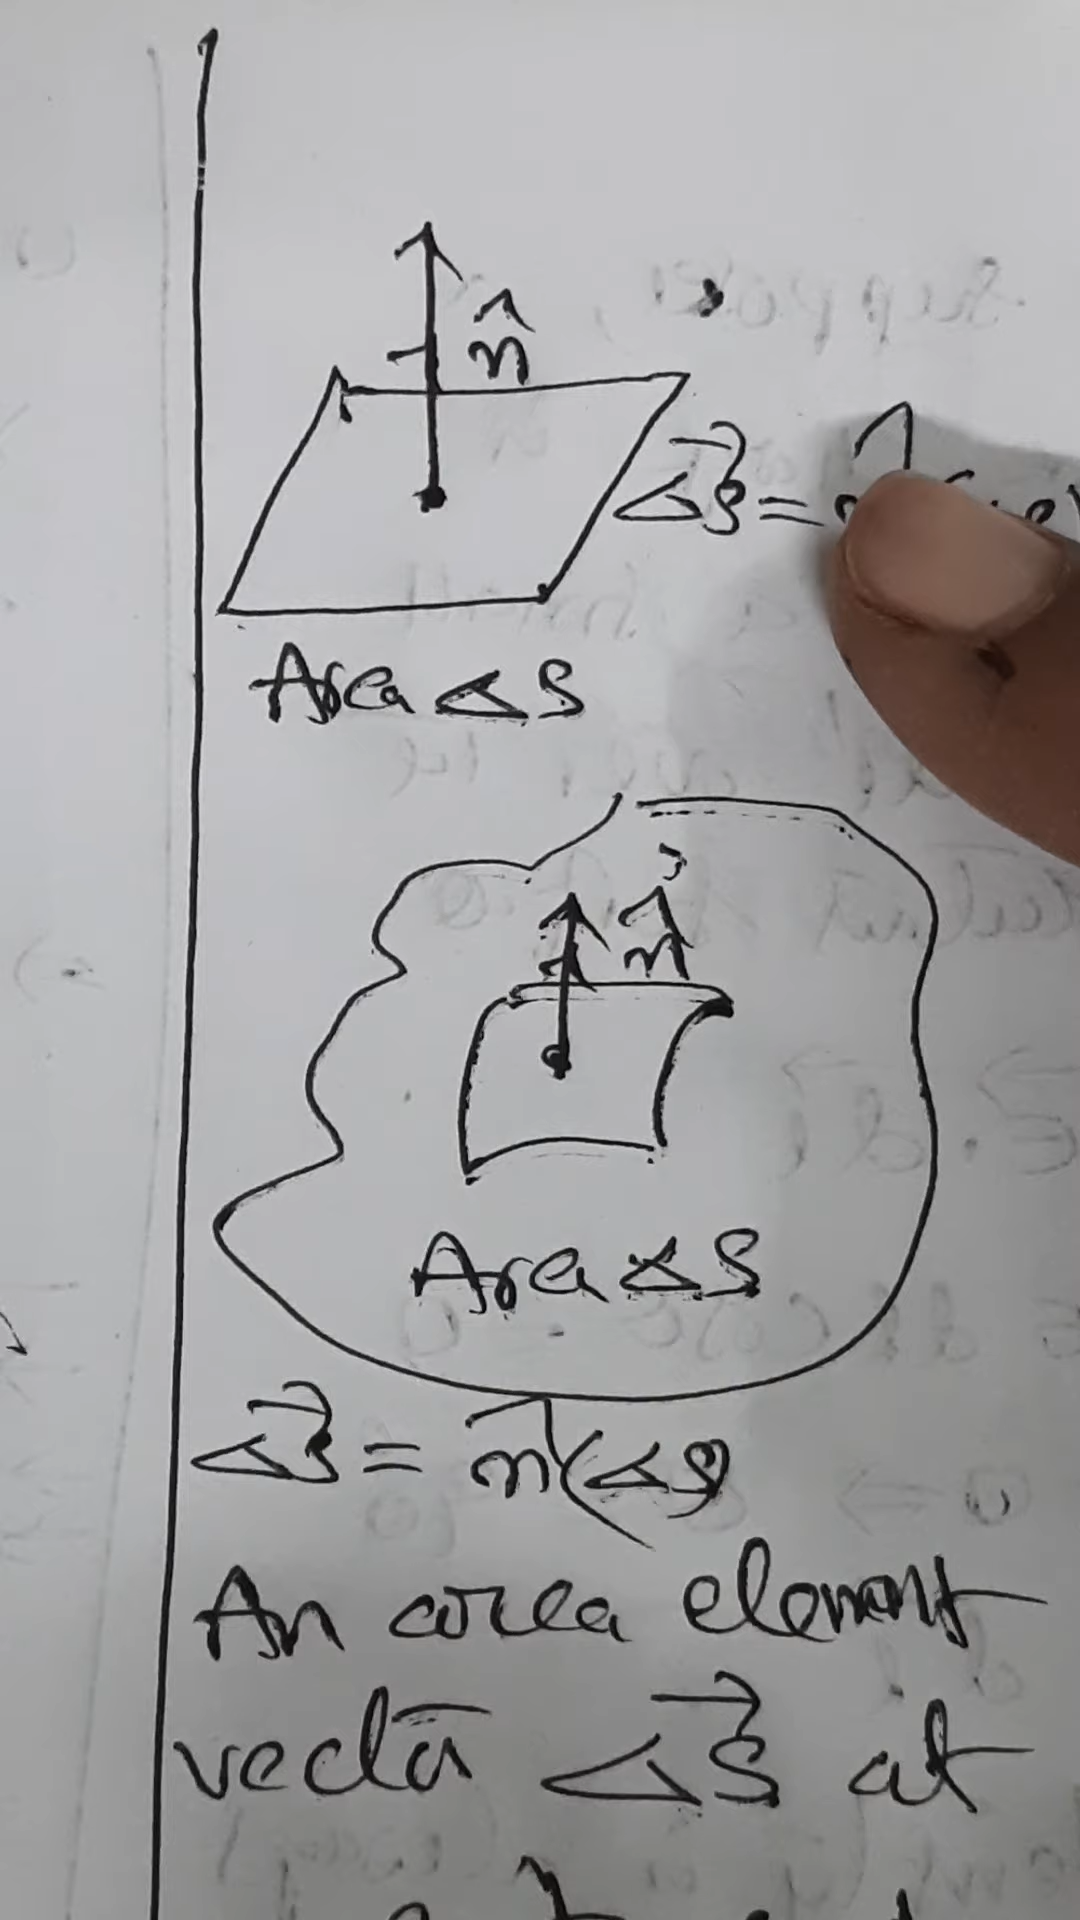 n̂
ΔS⃗ =
Area ΔS
n̂
Area ΔS
ΔS⃗ = n⃗(ΔS)
An area element
vector ΔS⃗ at